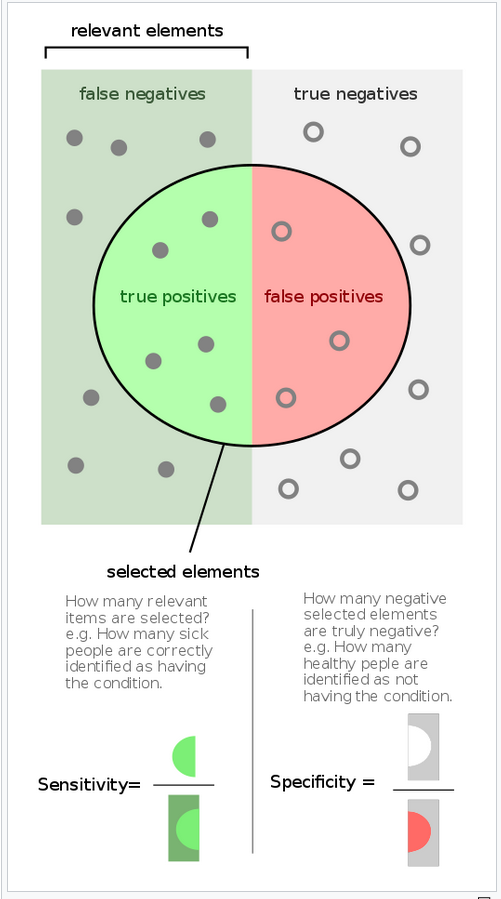 relevant elements
false negatives
true negatives
true positives
false positives
selected elements
How many relevant
items are selected?
e.g. How many sick
people are correctly
identified as having
the condition.
How many negative
selected elements
are truly negative?
e.g. How many
healthy peple are
identified as not
having the condition.
Sensitivity=
Specificity =